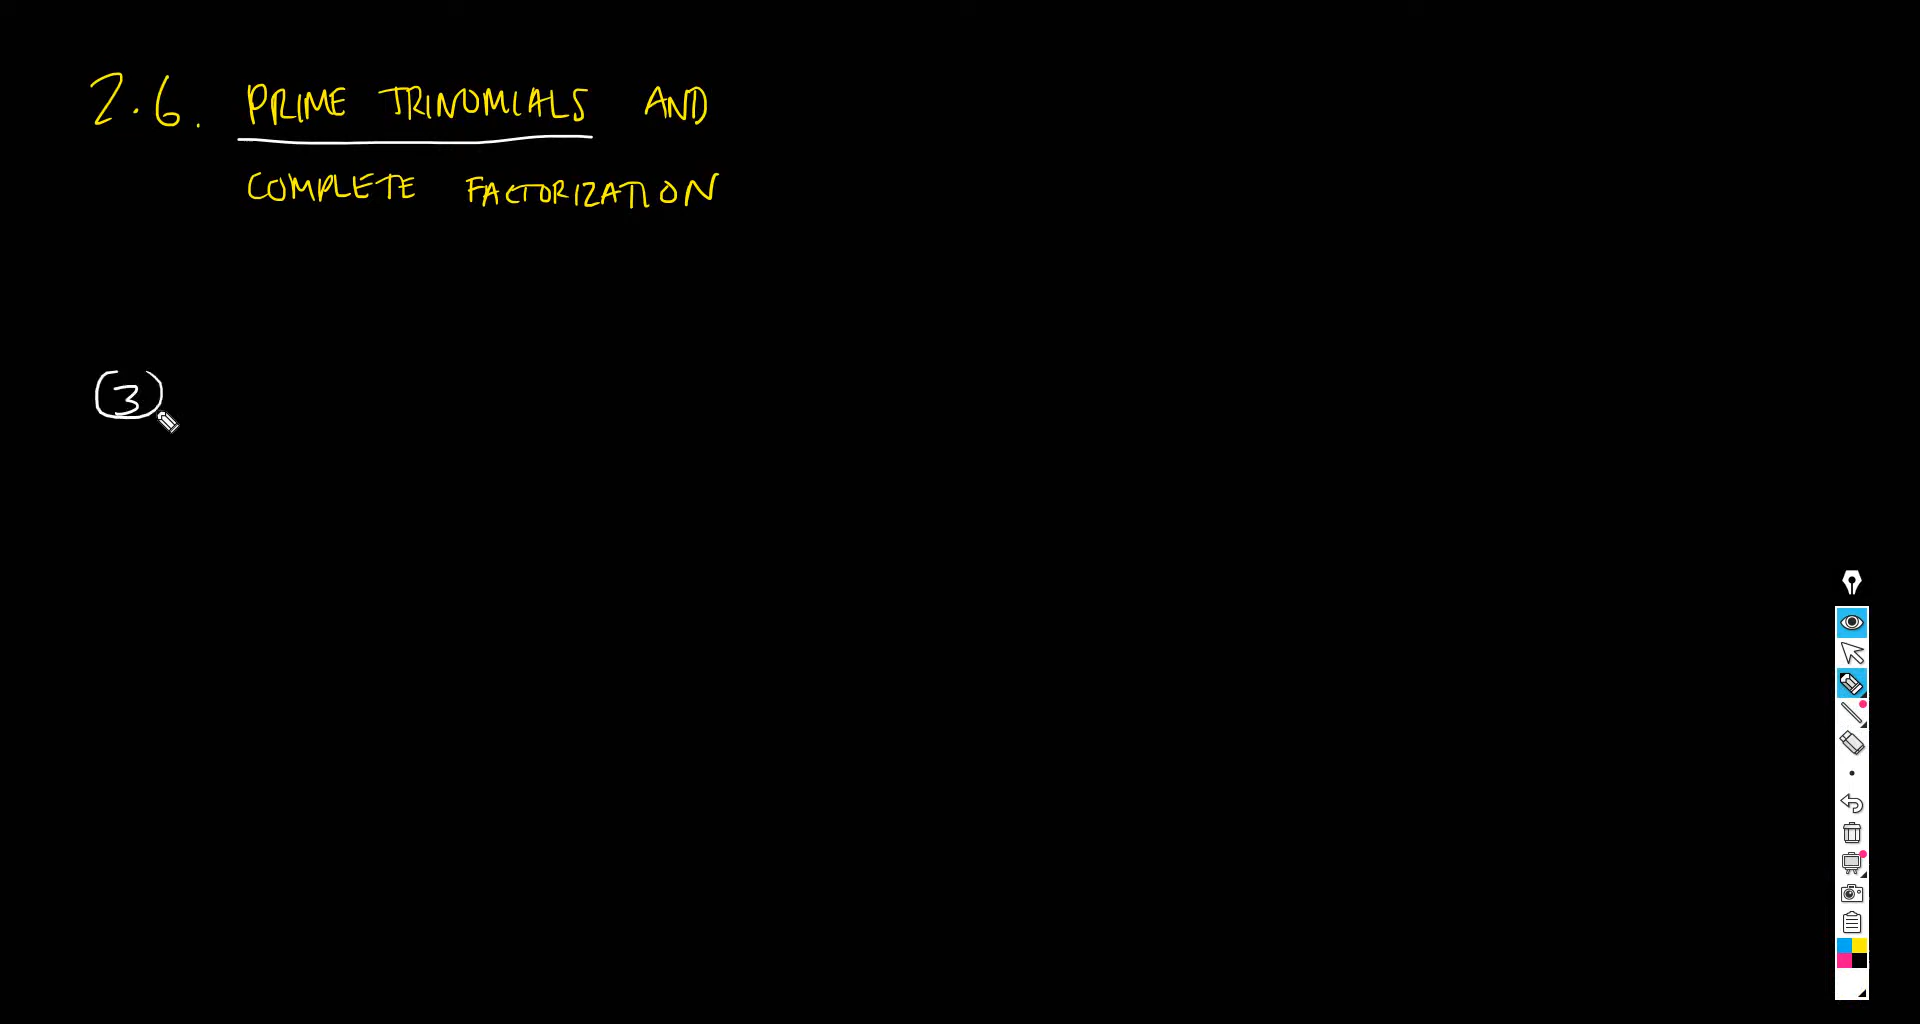 2.6. PRIME TRINOMIALS AND
COMPLETE FACTORIZATION
(3)